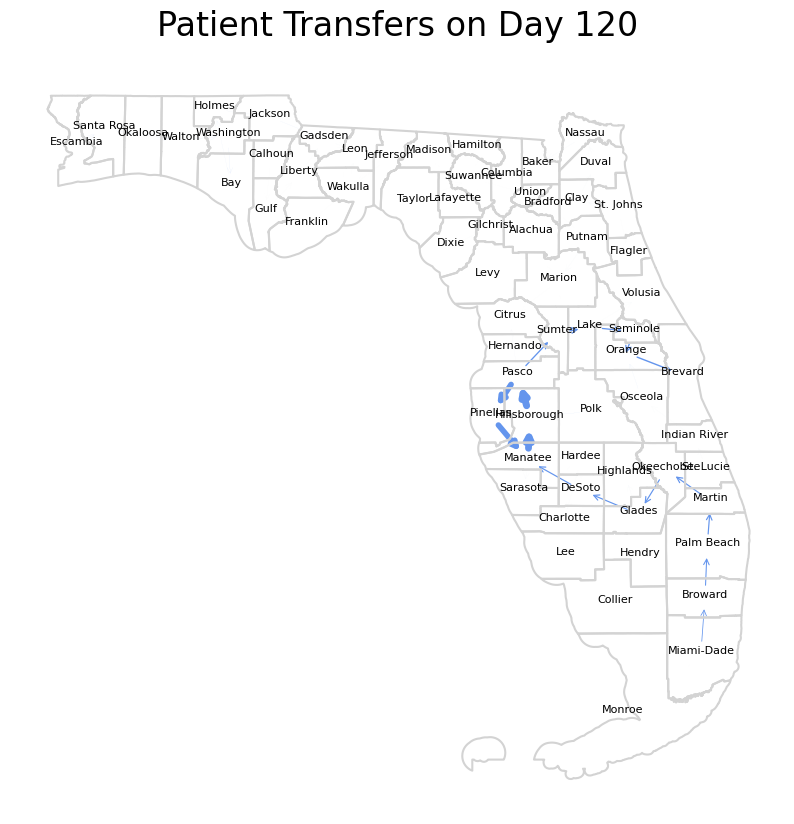 Patient Transfers on Day 120
Holmes
Jackson
Santa Rosa
Okaloosa
Walton
Washington
Escambia
Nassau
Gadsden
Duval
Leon
Madison
Hamilton
Jefferson
Calhoun
Baker
Liberty
Suwannee
Columbia
Bay
Wakulla
Union
Taylor
Lafayette
Bradford
Clay
St. Johns
Gulf
Franklin
Gilchrist
Alachua
Putnam
Dixie
Flagler
Levy
Marion
Volusia
Citrus
Sumter
Lake
Seminole
Hernando
Orange
Pasco
Brevard
Osceola
Pinellas
Hillsborough
Polk
Indian River
Manatee
Hardee
Highlands
Okeechobee
St. Lucie
Sarasota
DeSoto
Martin
Charlotte
Glades
Palm Beach
Lee
Hendry
Collier
Broward
Miami-Dade
Monroe